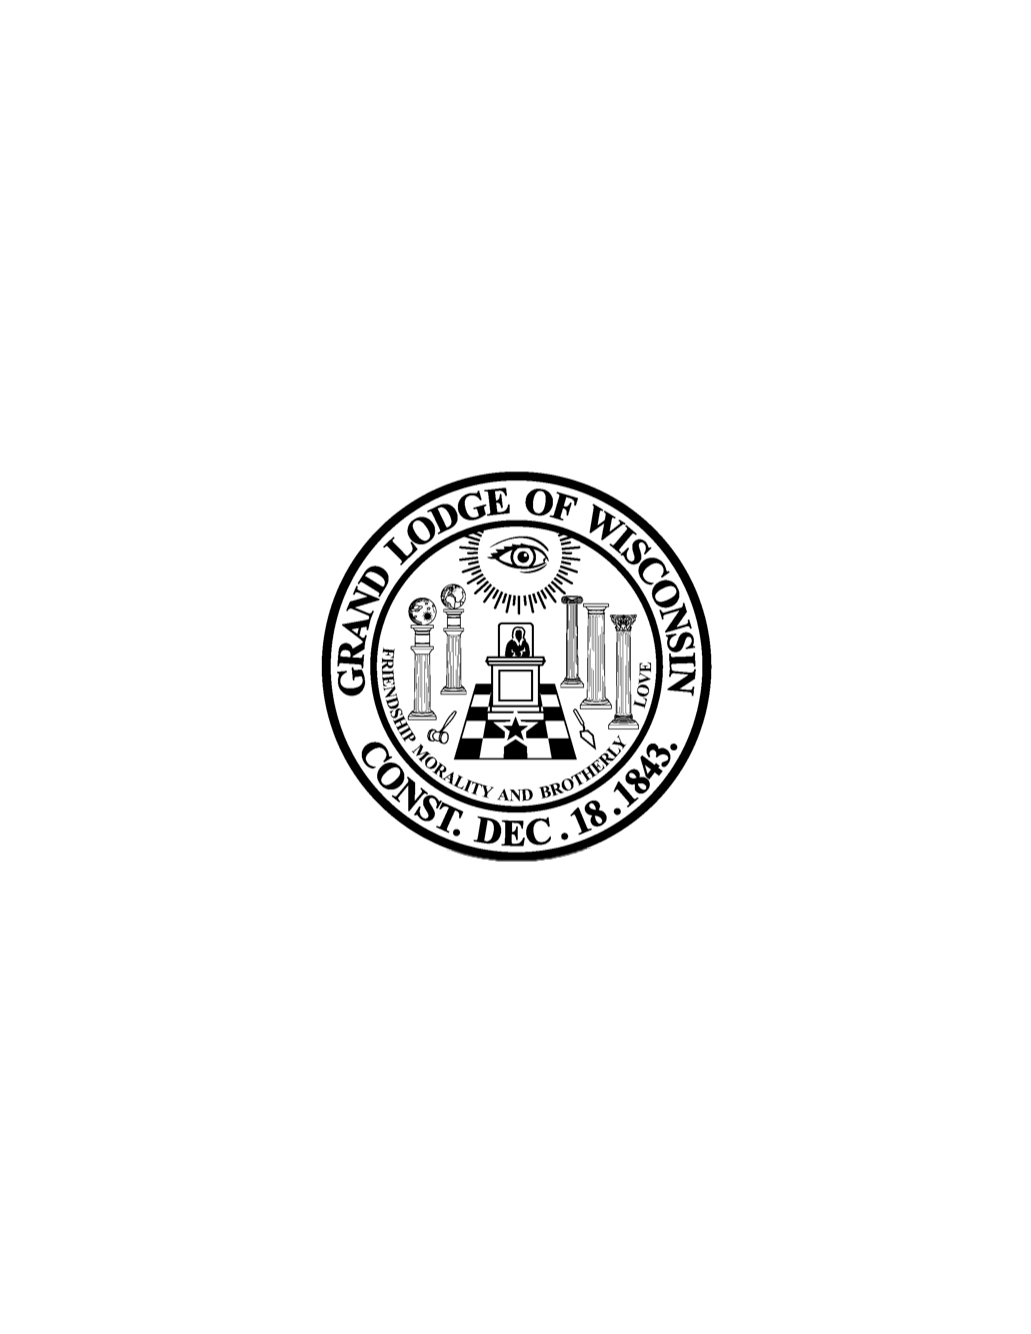 GRAND LODGE OF WISCONSIN
FRIENDSHIP MORALITY AND BROTHERLY LOVE
CONST. DEC . 18 . 1843.